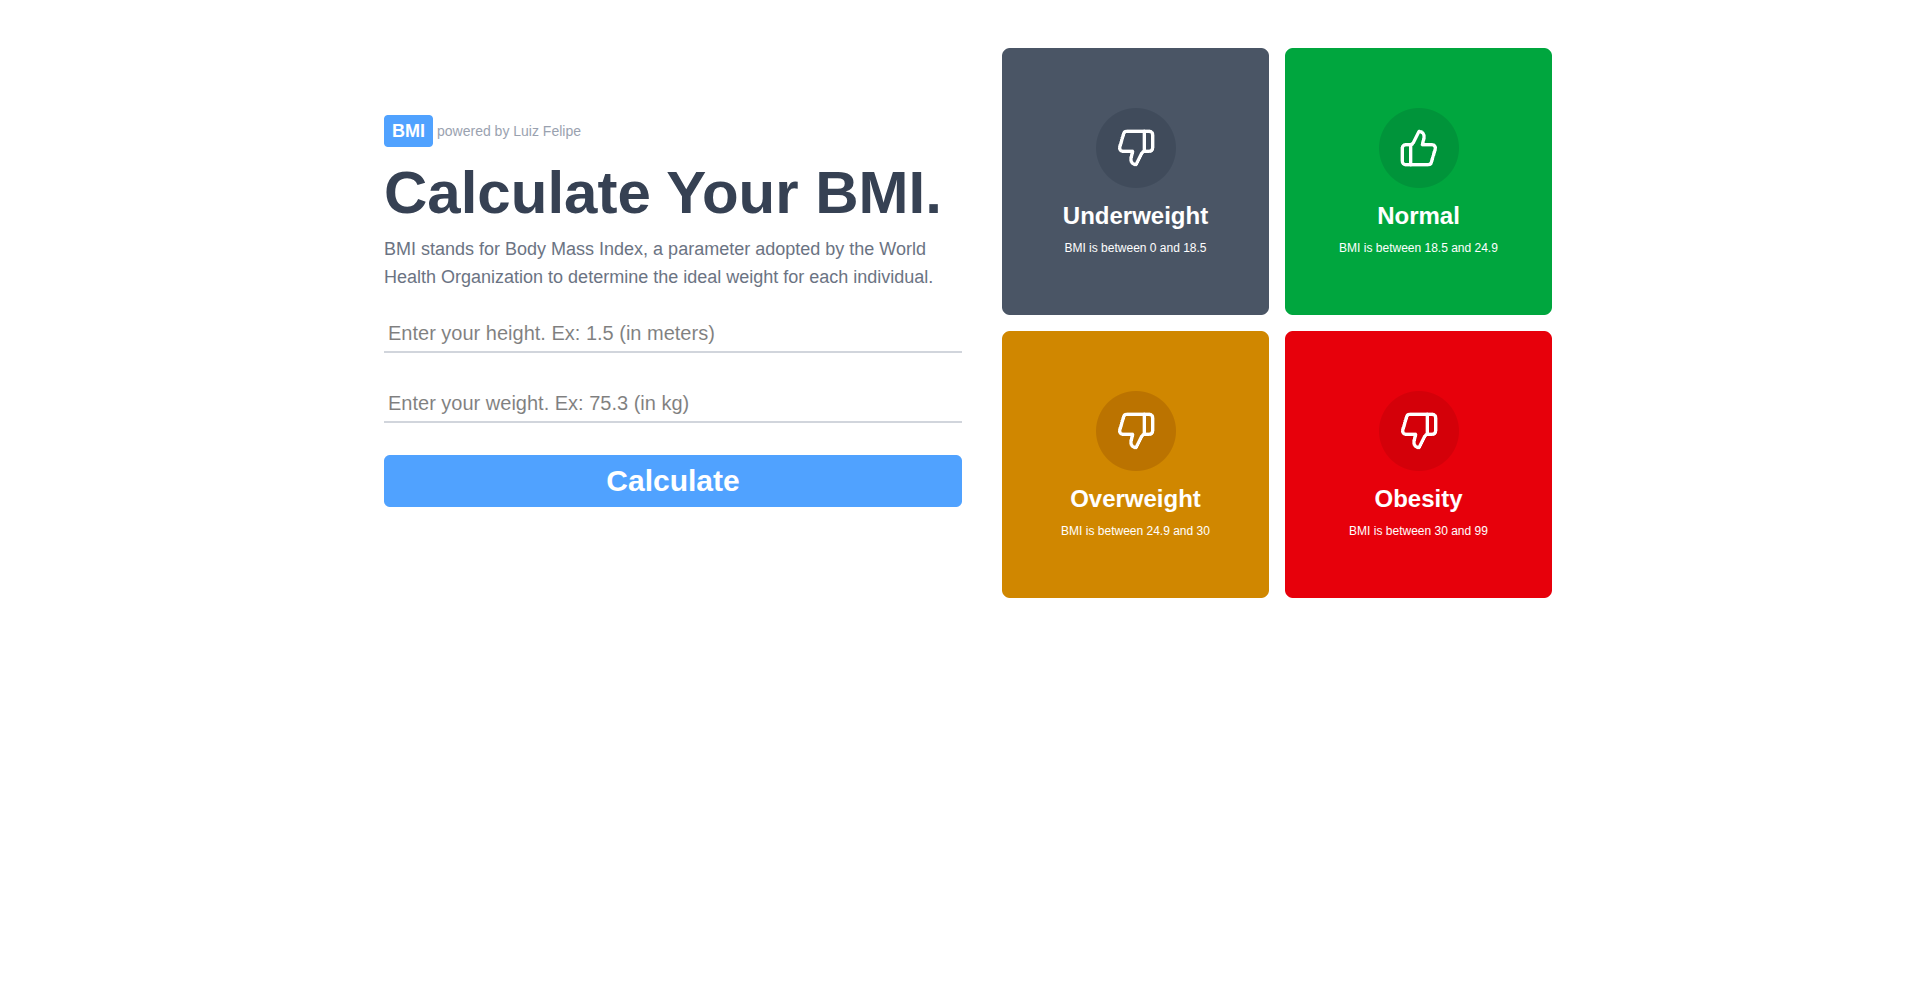 BMI powered by Luiz Felipe
Calculate Your BMI.
BMI stands for Body Mass Index, a parameter adopted by the World
Health Organization to determine the ideal weight for each individual.
Enter your height. Ex: 1.5 (in meters)
Enter your weight. Ex: 75.3 (in kg)
Calculate
Underweight
BMI is between 0 and 18.5
Normal
BMI is between 18.5 and 24.9
Overweight
BMI is between 24.9 and 30
Obesity
BMI is between 30 and 99